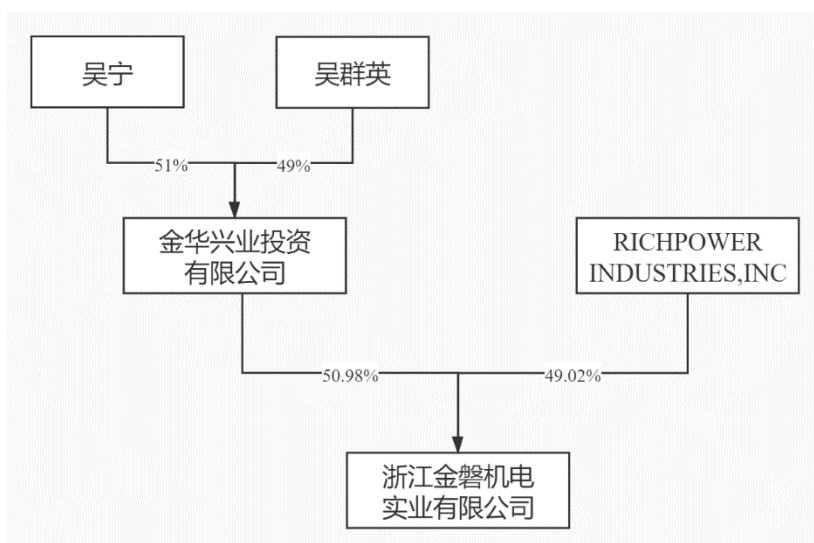 吴宁
吴群英
51%
49%
金华兴业投资
有限公司
RICHPOWER
INDUSTRIES,INC
50.98%
49.02%
浙江金磐机电
实业有限公司